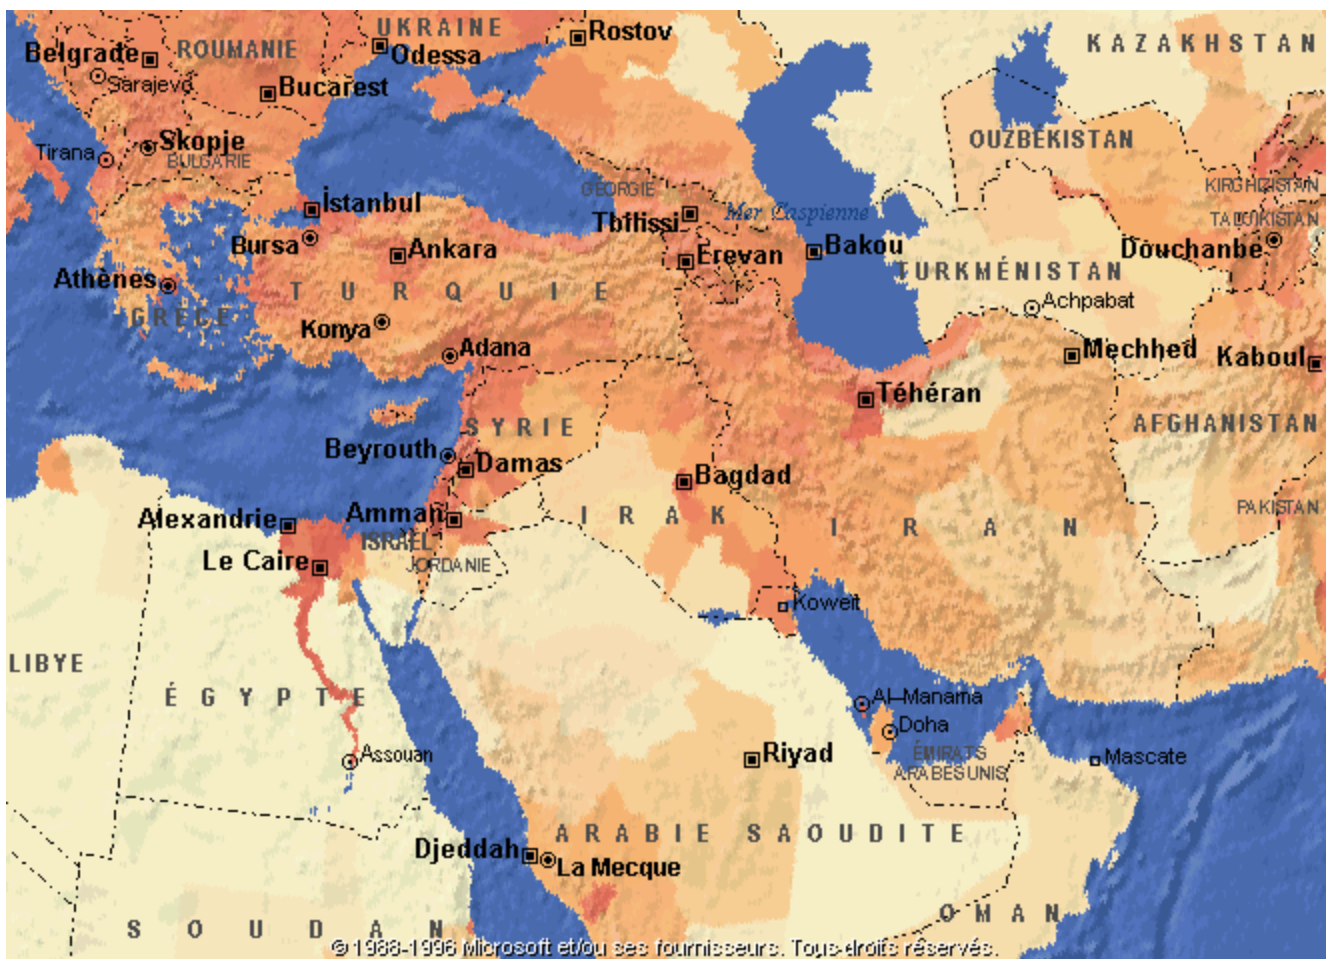 UKRAINE
Rostov
Belgrade
ROUMANIE
Odessa
KAZAKHSTAN
Sarajevo
Bucarest
Skopje
Tirana
BULGARIE
OUZBÉKISTAN
GÉORGIE
KIRGHIZISTAN
İstanbul
Tbilissi
Mer Caspienne
TADJIKISTAN
Bursa
Ankara
Erevan
Bakou
Douchanbe
Athènes
TURQUIE
TURKMÉNISTAN
Achpabat
GRÈCE
Konya
Adana
Mechhed
Kaboul
Téhéran
SYRIE
AFGHANISTAN
Beyrouth
Damas
Bagdad
Alexandrie
Amman
IRAK
IRAN
PAKISTAN
ISRAËL
Le Caire
JORDANIE
Koweït
LIBYE
ÉGYPTE
Al-Manama
Doha
Assouan
Riyad
ÉMIRATS
ARABES UNIS
Mascate
ARABIE SAOUDITE
Djeddah
La Mecque
SOUDAN
OMAN
© 1988-1996 Microsoft et/ou ses fournisseurs. Tous droits réservés.